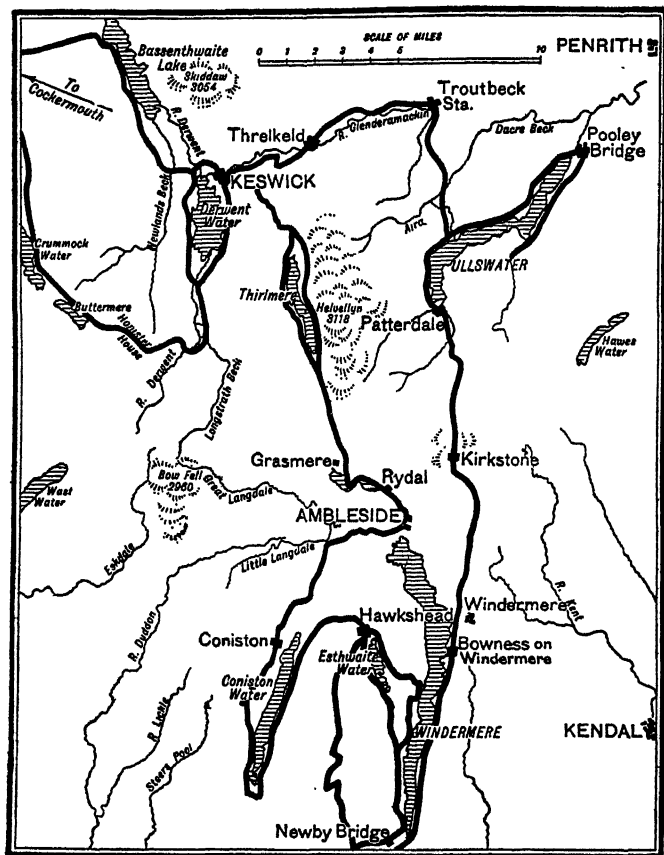 SCALE OF MILES
0 1 2 3 4 5 10
PENRITH
Bassenthwaite
Lake
Skiddaw
3054
To
Cockermouth
R. Derwent
Troutbeck
Sta.
Threlkeld
R. Glenderamackin
Dacre Beck
Pooley
Bridge
KESWICK
Newlands Beck
Derwent
Water
Aira
Crummock
Water
ULLSWATER
Thirlmere
Helvellyn
3118
Buttermere
Honister
House
Patterdale
Hawes
Water
R. Derwent
Longstrath Beck
Grasmere
Kirkstone
Bow Fell
2960
Great
Langdale
Rydal
Wast
Water
AMBLESIDE
Eskdale
Little Langdale
R. Duddon
Hawkshead
Windermere
R. Kent
Coniston
Esthwaite
Water
Bowness on
Windermere
Coniston
Water
R. Lickle
Steers Pool
WINDERMERE
KENDAL
Newby Bridge